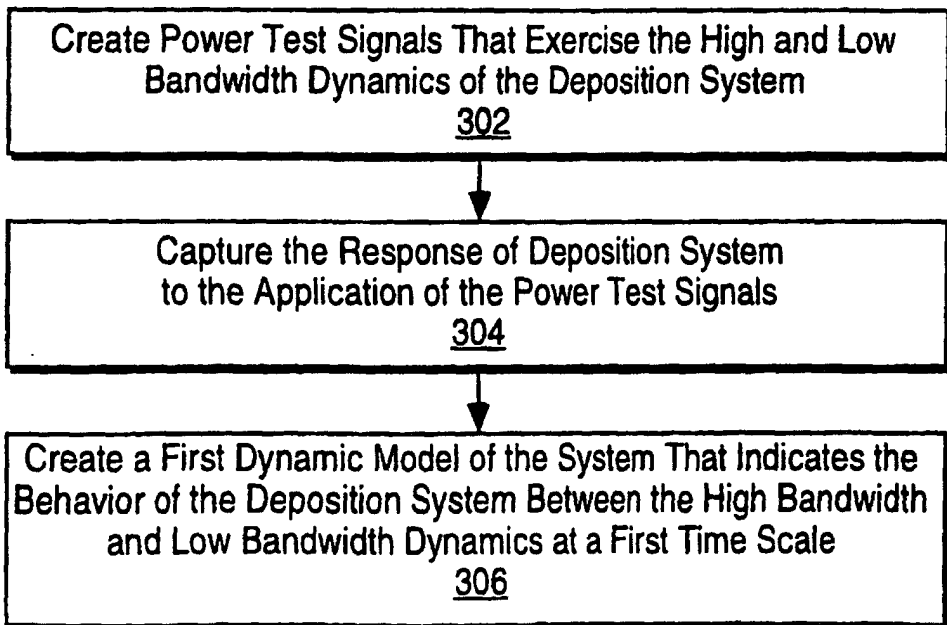 Create Power Test Signals That Exercise the High and Low
Bandwidth Dynamics of the Deposition System
302
Capture the Response of Deposition System
to the Application of the Power Test Signals
304
Create a First Dynamic Model of the System That Indicates the
Behavior of the Deposition System Between the High Bandwidth
and Low Bandwidth Dynamics at a First Time Scale
306